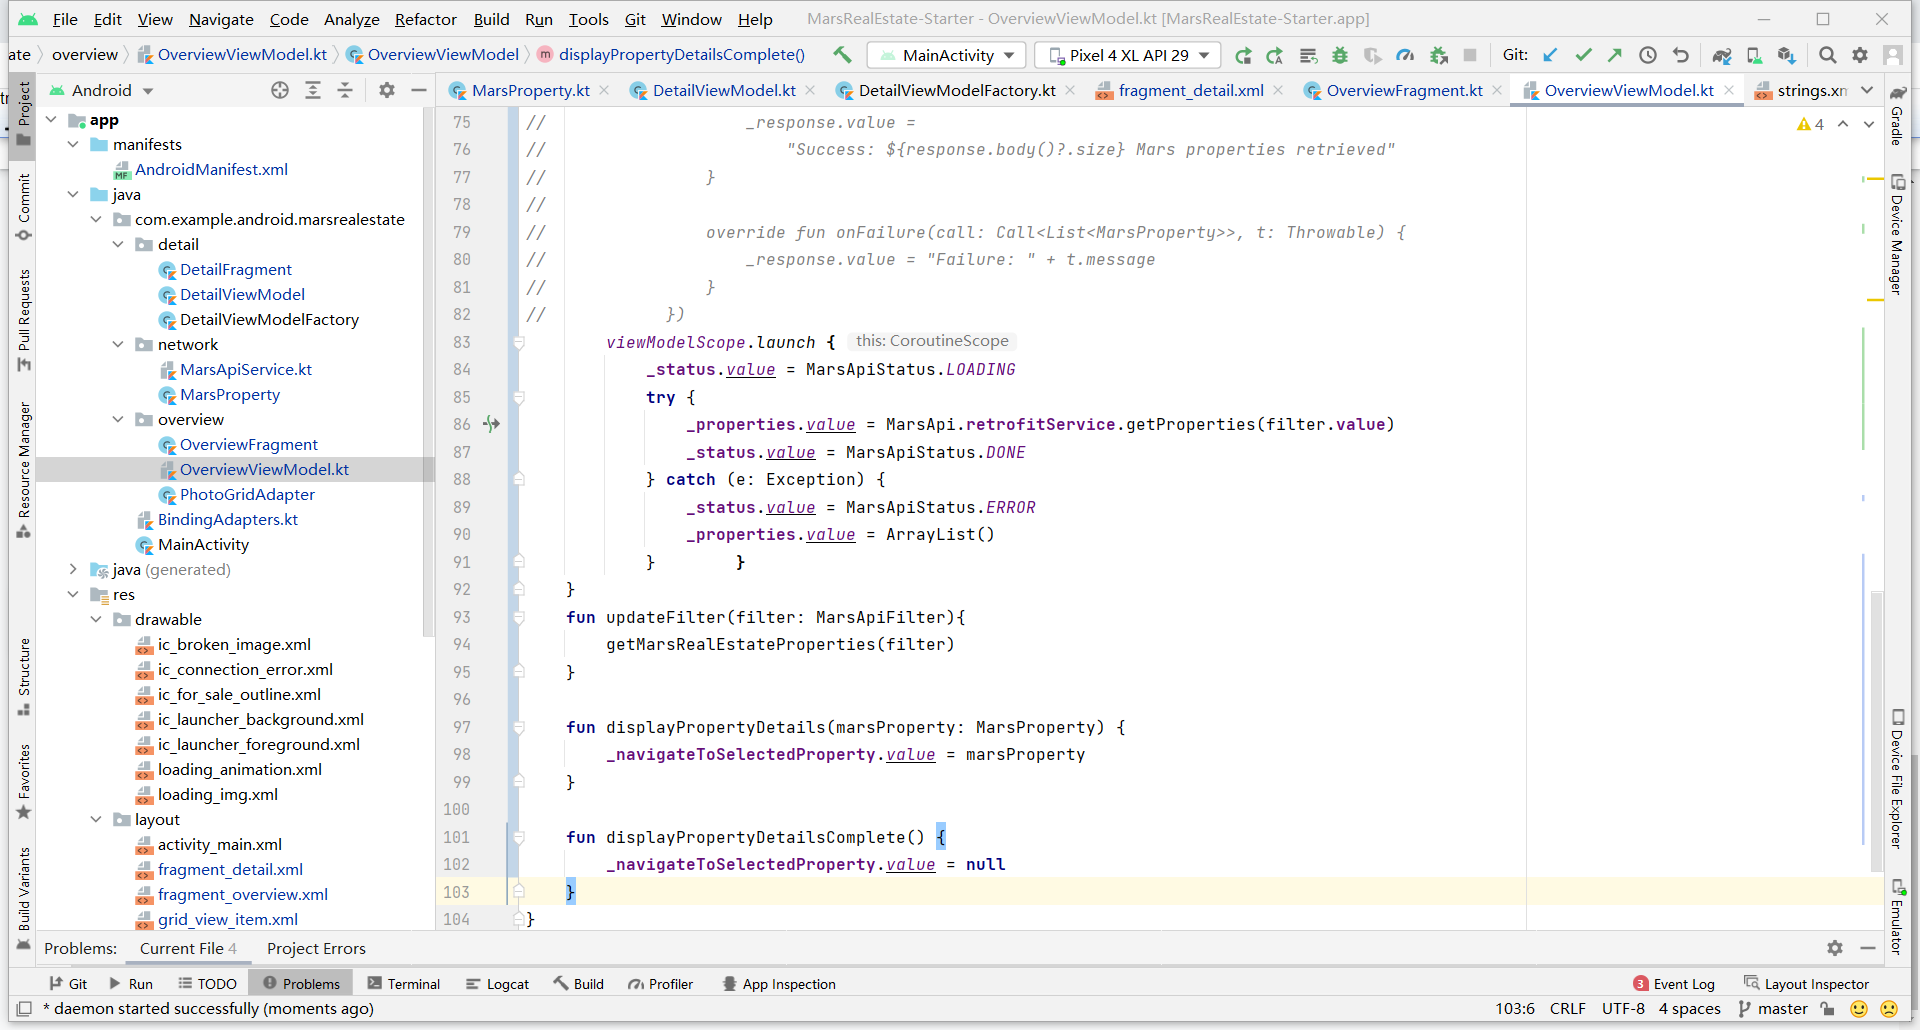 File Edit View Navigate Code Analyze Refactor Build Run Tools Git Window Help MarsRealEstate-Starter - OverviewViewModel.kt [MarsRealEstate-Starter.app]
ate overview OverviewViewModel.kt OverviewViewModel m displayPropertyDetailsComplete() MainActivity Pixel 4 XL API 29 Git:
Android
MarsProperty.kt DetailViewModel.kt DetailViewModelFactory.kt fragment_detail.xml OverviewFragment.kt OverviewViewModel.kt strings.xm
Project
Commit
Pull Requests
Resource Manager
Structure
Favorites
Build Variants
app
manifests
AndroidManifest.xml
java
com.example.android.marsrealestate
detail
DetailFragment
DetailViewModel
DetailViewModelFactory
network
MarsApiService.kt
MarsProperty
overview
OverviewFragment
OverviewViewModel.kt
PhotoGridAdapter
BindingAdapters.kt
MainActivity
java (generated)
res
drawable
ic_broken_image.xml
ic_connection_error.xml
ic_for_sale_outline.xml
ic_launcher_background.xml
ic_launcher_foreground.xml
loading_animation.xml
loading_img.xml
layout
activity_main.xml
fragment_detail.xml
fragment_overview.xml
grid_view_item.xml
4
75 // _response.value =
76 // "Success: ${response.body()?.size} Mars properties retrieved"
77 // }
78 //
79 // override fun onFailure(call: Call<List<MarsProperty>>, t: Throwable) {
80 // _response.value = "Failure: " + t.message
81 // }
82 // })
83 viewModelScope.launch { this: CoroutineScope
84 _status.value = MarsApiStatus.LOADING
85 try {
86 _properties.value = MarsApi.retrofitService.getProperties(filter.value)
87 _status.value = MarsApiStatus.DONE
88 } catch (e: Exception) {
89 _status.value = MarsApiStatus.ERROR
90 _properties.value = ArrayList()
91 } }
92 }
93 fun updateFilter(filter: MarsApiFilter){
94 getMarsRealEstateProperties(filter)
95 }
96
97 fun displayPropertyDetails(marsProperty: MarsProperty) {
98 _navigateToSelectedProperty.value = marsProperty
99 }
100
101 fun displayPropertyDetailsComplete() {
102 _navigateToSelectedProperty.value = null
103 }
104 }
Gradle
Device Manager
Device File Explorer
Emulator
Problems: Current File 4 Project Errors
Git Run TODO Problems Terminal Logcat Build Profiler App Inspection 3 Event Log Layout Inspector
* daemon started successfully (moments ago) 103:6 CRLF UTF-8 4 spaces master